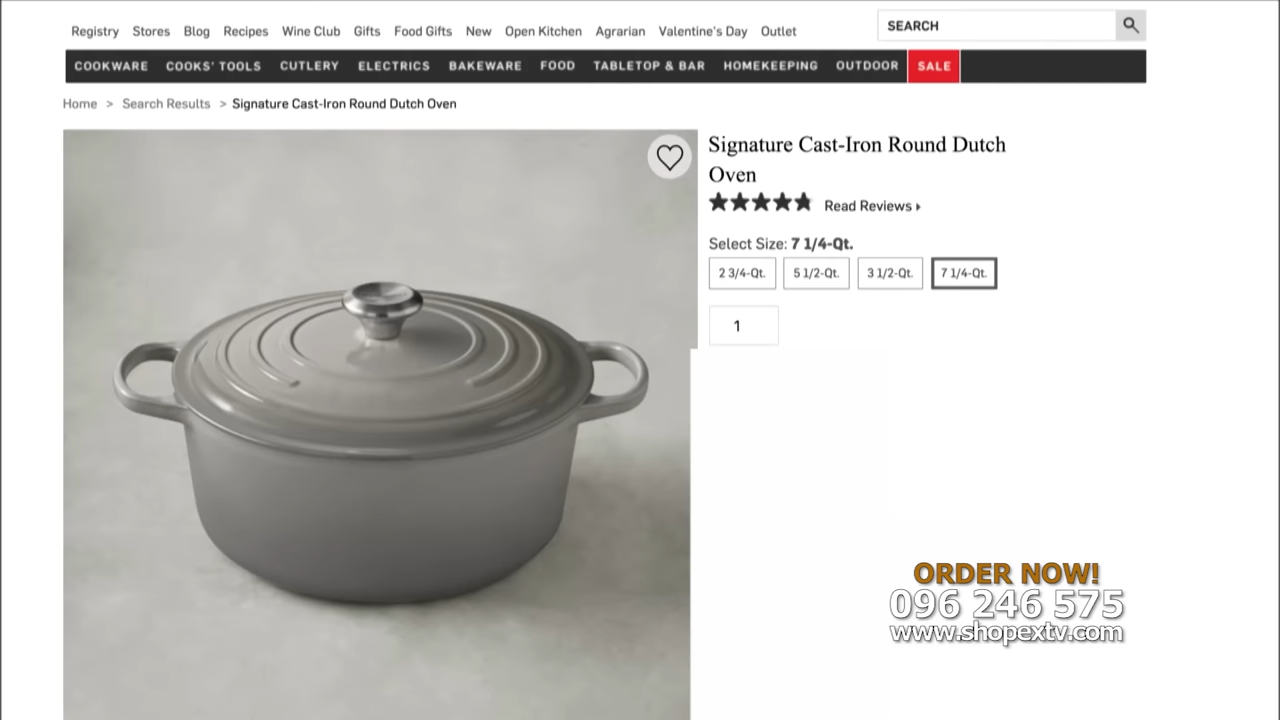 Registry Stores Blog Recipes Wine Club Gifts Food Gifts New Open Kitchen Agrarian Valentine's Day Outlet
SEARCH
COOKWARE COOKS' TOOLS CUTLERY ELECTRICS BAKEWARE FOOD TABLETOP & BAR HOMEKEEPING OUTDOOR SALE
Home > Search Results > Signature Cast-Iron Round Dutch Oven
Signature Cast-Iron Round Dutch
Oven
Read Reviews
Select Size: 7 1/4-Qt.
2 3/4-Qt. 5 1/2-Qt. 3 1/2-Qt. 7 1/4-Qt.
1
ORDER NOW!
096 246 575
www.shopextv.com